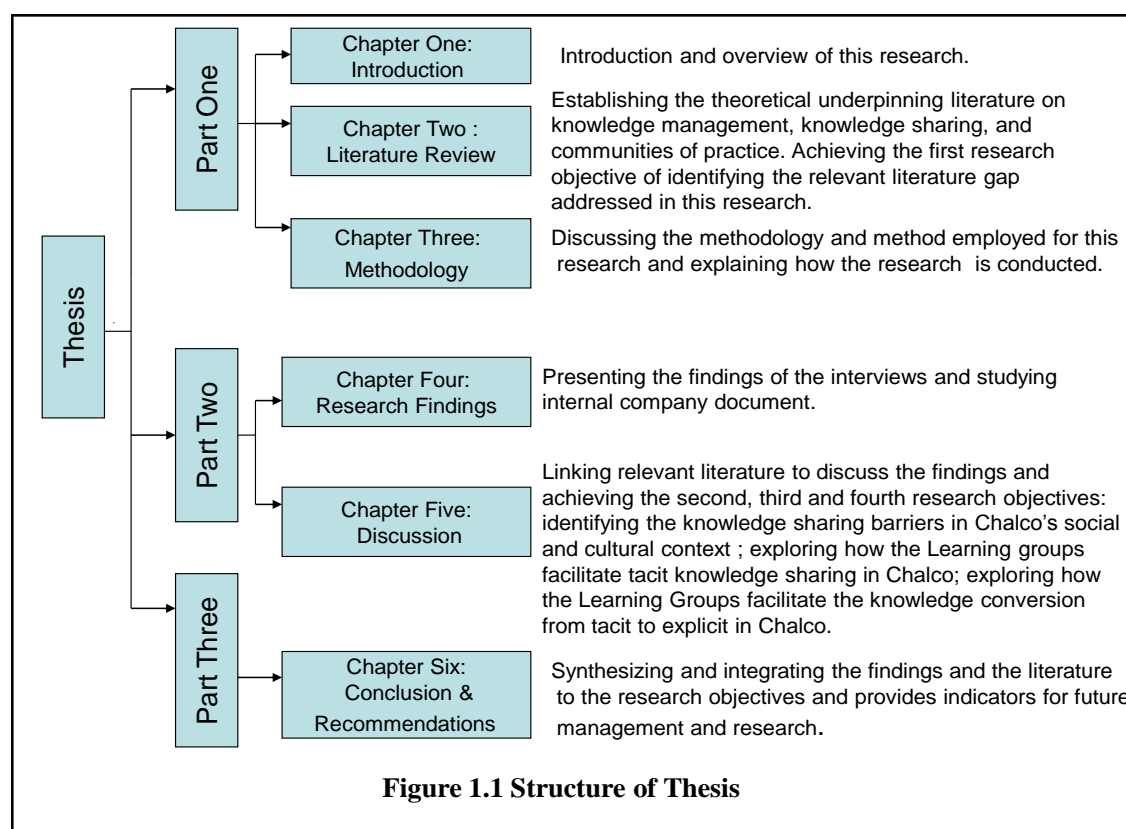 Thesis
Part One
Chapter One:
Introduction
Introduction and overview of this research.
Chapter Two :
Literature Review
Establishing the theoretical underpinning literature on
knowledge management, knowledge sharing, and
communities of practice. Achieving the first research
objective of identifying the relevant literature gap
addressed in this research.
Chapter Three:
Methodology
Discussing the methodology and method employed for this
research and explaining how the research is conducted.
Part Two
Chapter Four:
Research Findings
Presenting the findings of the interviews and studying
internal company document.
Chapter Five:
Discussion
Linking relevant literature to discuss the findings and
achieving the second, third and fourth research objectives:
identifying the knowledge sharing barriers in Chalco's social
and cultural context ; exploring how the Learning groups
facilitate tacit knowledge sharing in Chalco; exploring how
the Learning Groups facilitate the knowledge conversion
from tacit to explicit in Chalco.
Part Three
Chapter Six:
Conclusion &
Recommendations
Synthesizing and integrating the findings and the literature
to the research objectives and provides indicators for future
management and research.
Figure 1.1 Structure of Thesis